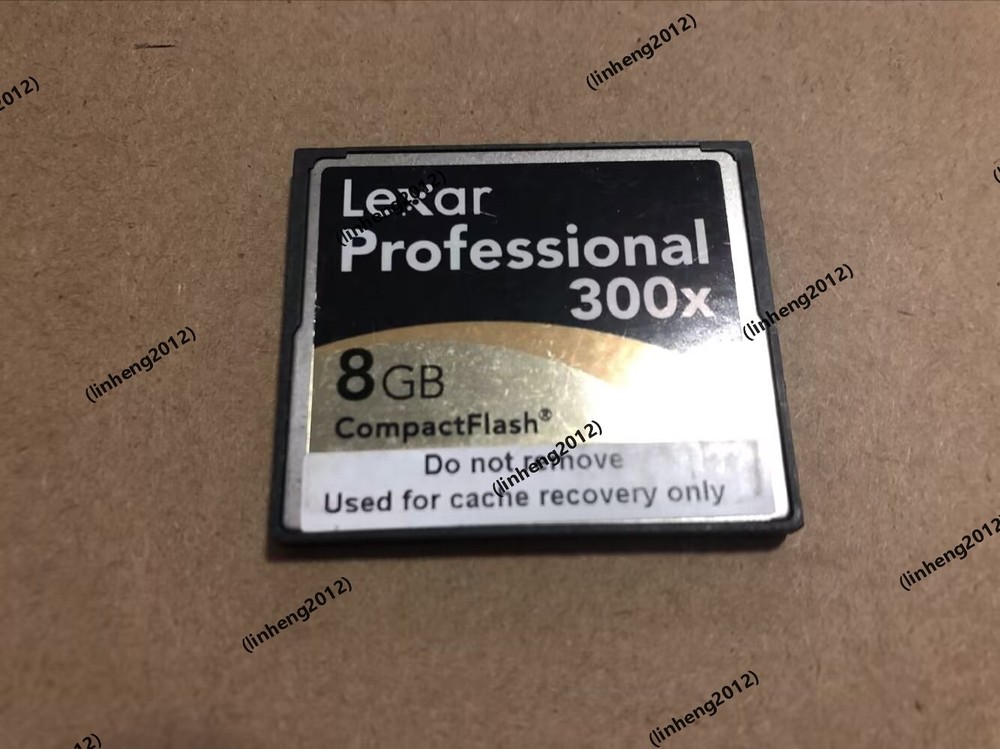 (linheng2012)
Lexar
Professional
300x
(linheng2012)
(linheng2012)
(linheng2012)
8GB
CompactFlash®
Do not remove
(linheng2012)
Used for cache recovery only
(linheng2012)
(linheng2012)
(linheng2012)